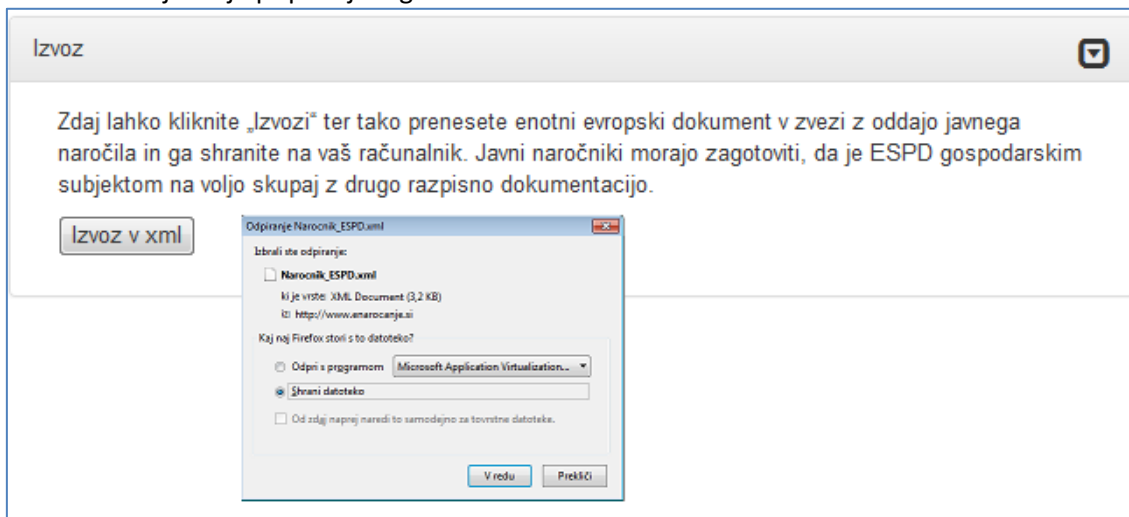 Izvoz
Zdaj lahko kliknite „Izvozi“ ter tako prenesete enotni evropski dokument v zvezi z oddajo javnega
naročila in ga shranite na vaš računalnik. Javni naročniki morajo zagotoviti, da je ESPD gospodarskim
subjektom na voljo skupaj z drugo razpisno dokumentacijo.
Izvoz v xml
Odpiranje Narocnik_ESPD.xml
Izbrali ste odpiranje:
Narocnik_ESPD.xml
ki je vrste: XML Document (3,2 KB)
iz: http://www.enarocanje.si
Kaj naj Firefox stori s to datoteko?
Odpri s programom Microsoft Application Virtualization...
Shrani datoteko
Od zdaj naprej naredi to samodejno za tovrstne datoteke.
V redu Prekliči